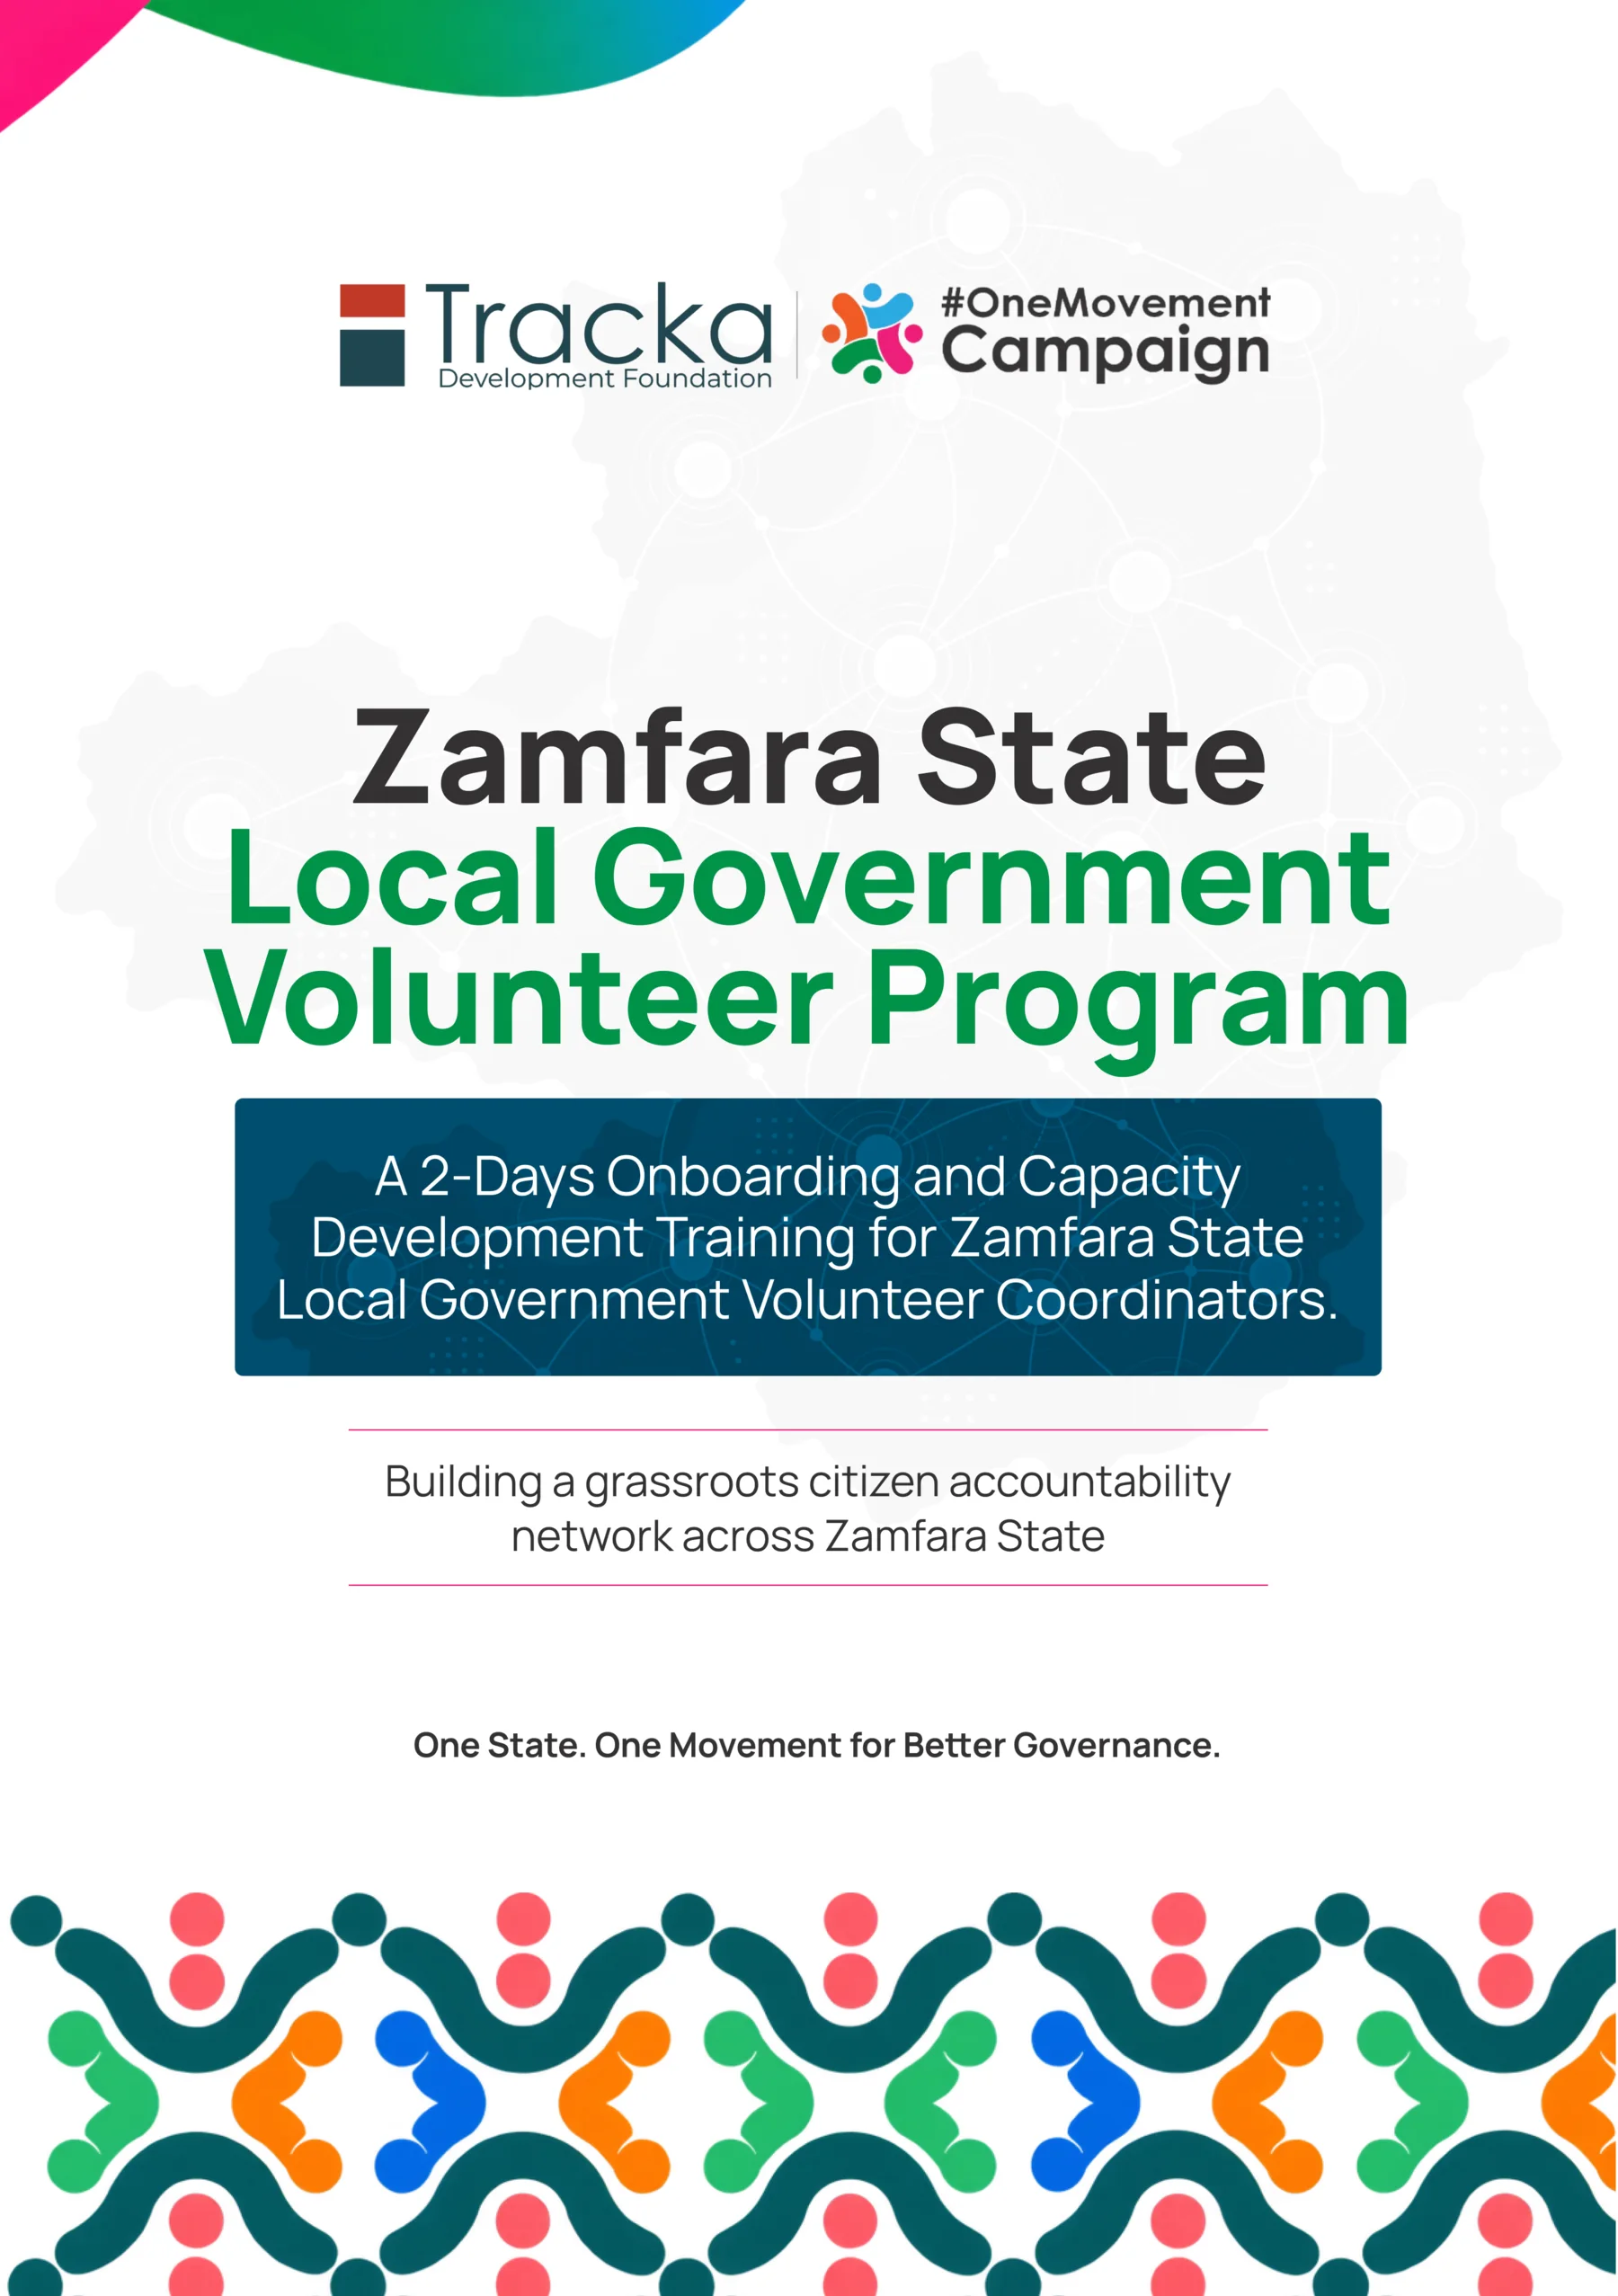 Tracka
Development Foundation
#OneMovement
Campaign
Zamfara State
Local Government
Volunteer Program
A 2-Days Onboarding and Capacity
Development Training for Zamfara State
Local Government Volunteer Coordinators.
Building a grassroots citizen accountability
network across Zamfara State
One State. One Movement for Better Governance.